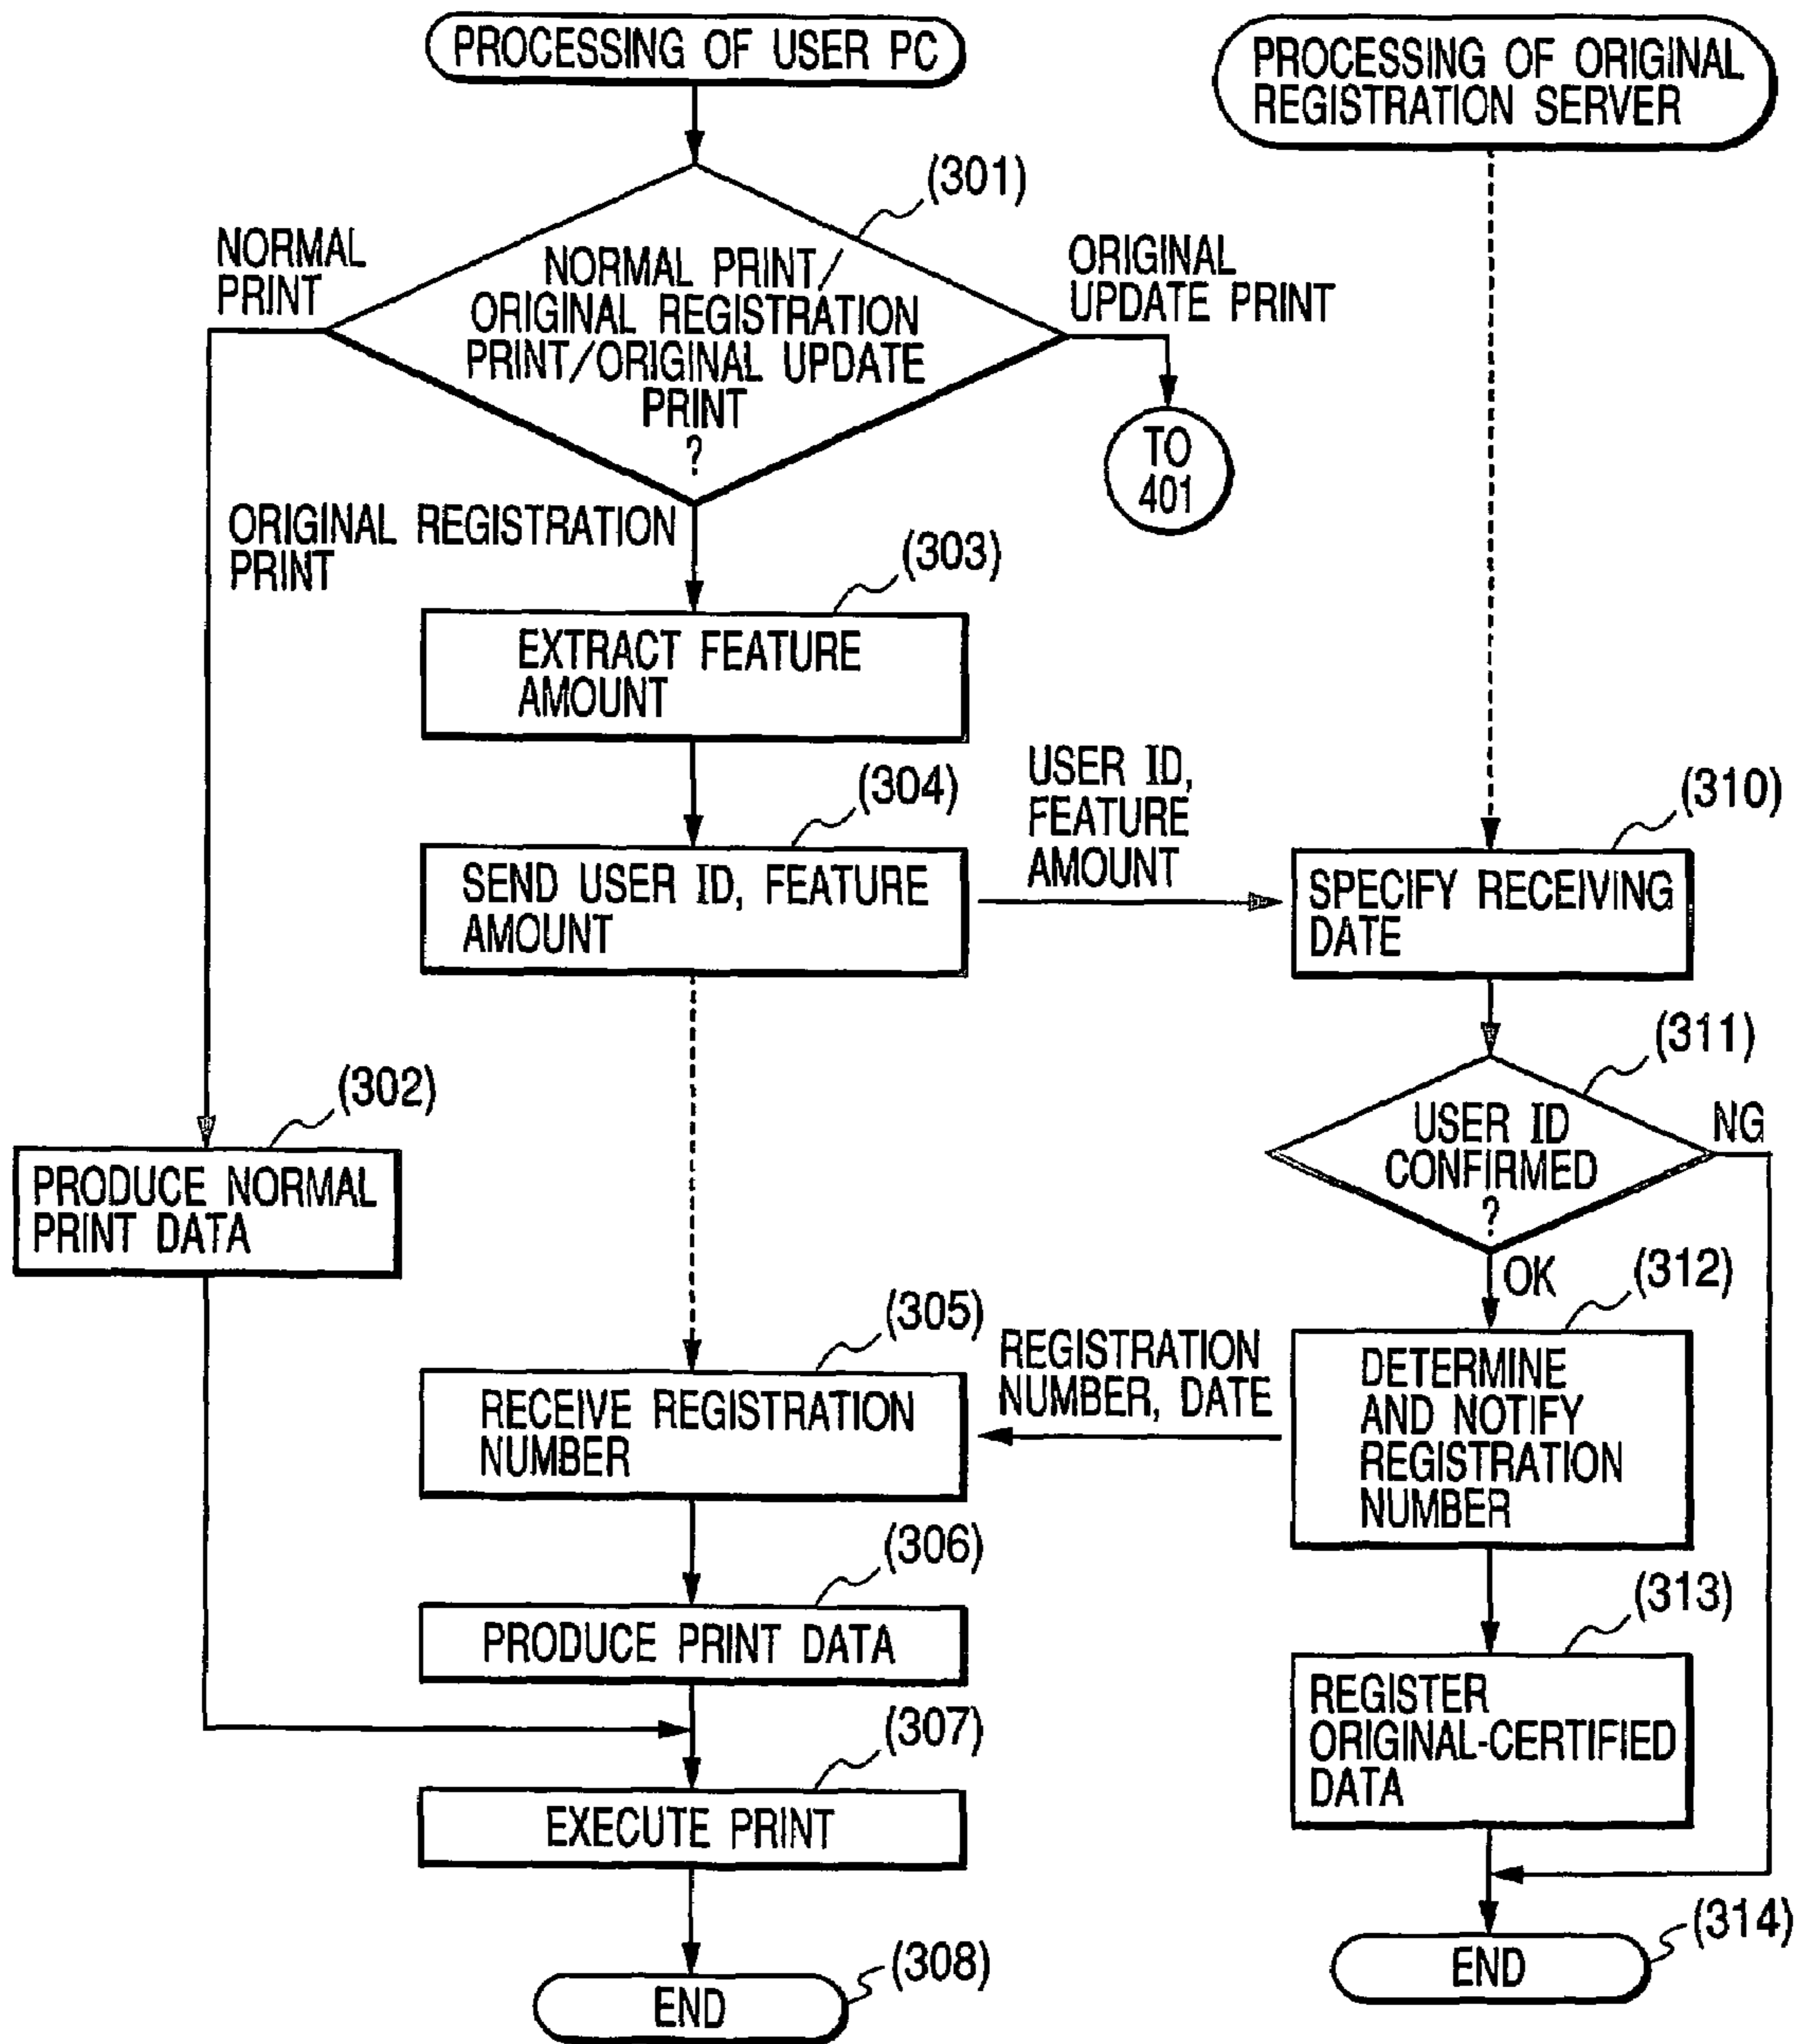 PROCESSING OF USER PC
PROCESSING OF ORIGINAL
REGISTRATION SERVER
(301)
NORMAL
PRINT
NORMAL PRINT/
ORIGINAL REGISTRATION
PRINT/ORIGINAL UPDATE
PRINT
?
ORIGINAL
UPDATE PRINT
TO
401
ORIGINAL REGISTRATION
PRINT
(303)
EXTRACT FEATURE
AMOUNT
(304)
SEND USER ID, FEATURE
AMOUNT
USER ID,
FEATURE
AMOUNT
(310)
SPECIFY RECEIVING
DATE
(311)
USER ID
CONFIRMED
?
NG
OK
(302)
PRODUCE NORMAL
PRINT DATA
(312)
DETERMINE
AND NOTIFY
REGISTRATION
NUMBER
REGISTRATION
NUMBER, DATE
(305)
RECEIVE REGISTRATION
NUMBER
(306)
PRODUCE PRINT DATA
(313)
REGISTER
ORIGINAL-CERTIFIED
DATA
(307)
EXECUTE PRINT
(308)
END
(314)
END